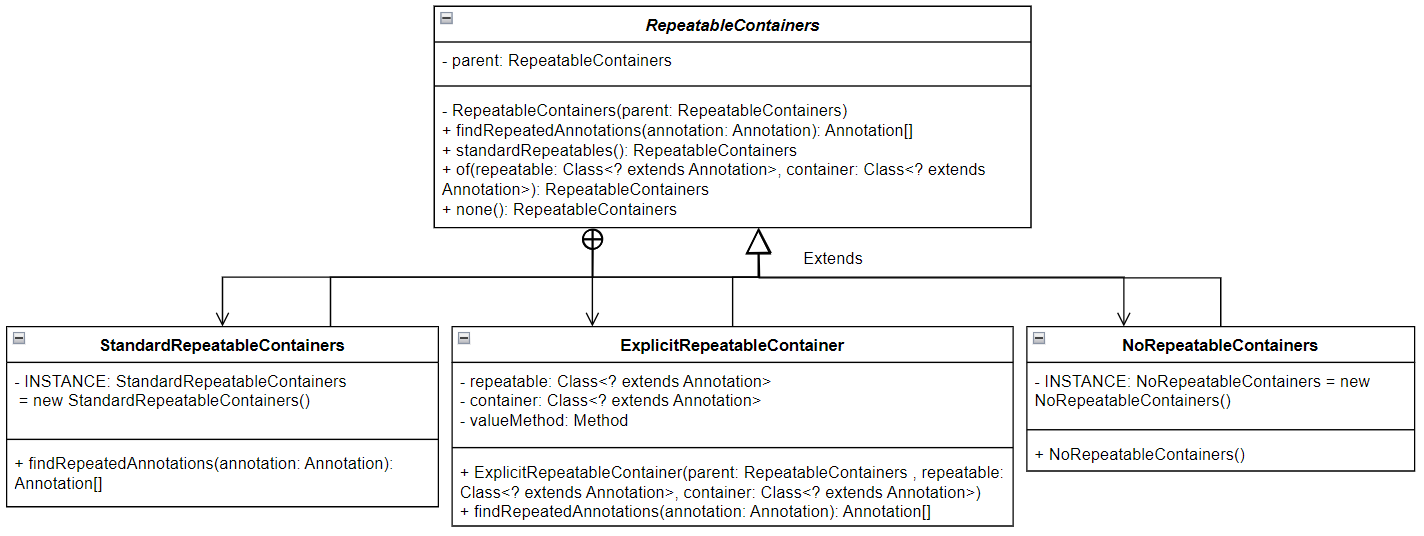 RepeatableContainers
- parent: RepeatableContainers
- RepeatableContainers(parent: RepeatableContainers)
+ findRepeatedAnnotations(annotation: Annotation): Annotation[]
+ standardRepeatables(): RepeatableContainers
+ of(repeatable: Class<? extends Annotation>, container: Class<? extends
Annotation>): RepeatableContainers
+ none(): RepeatableContainers
Extends
StandardRepeatableContainers
- INSTANCE: StandardRepeatableContainers
= new StandardRepeatableContainers()
+ findRepeatedAnnotations(annotation: Annotation):
Annotation[]
ExplicitRepeatableContainer
- repeatable: Class<? extends Annotation>
- container: Class<? extends Annotation>
- valueMethod: Method
+ ExplicitRepeatableContainer(parent: RepeatableContainers , repeatable:
Class<? extends Annotation>, container: Class<? extends Annotation>)
+ findRepeatedAnnotations(annotation: Annotation): Annotation[]
NoRepeatableContainers
- INSTANCE: NoRepeatableContainers = new
NoRepeatableContainers()
+ NoRepeatableContainers()